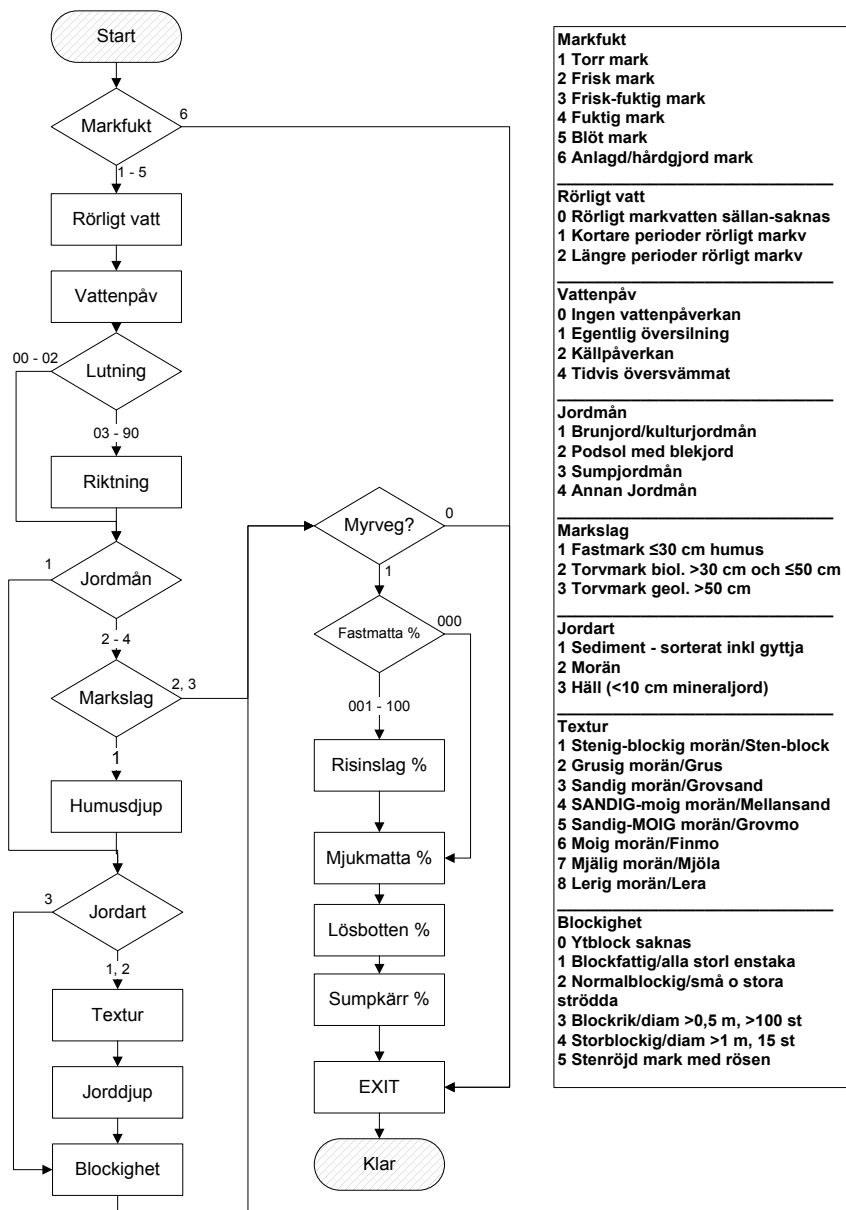 Start
Markfukt
6
1 - 5
Rörligt vatt
Vattenpåv
00 - 02
Lutning
03 - 90
Riktning
1
Jordmån
2 - 4
Markslag
2, 3
1
Humusdjup
3
Jordart
1, 2
Textur
Jorddjup
Blockighet
Myrveg?
0
1
Fastmatta %
000
001 - 100
Risinslag %
Mjukmatta %
Lösbotten %
Sumpkärr %
EXIT
Klar
Markfukt
1 Torr mark
2 Frisk mark
3 Frisk-fuktig mark
4 Fuktig mark
5 Blöt mark
6 Anlagd/hårdgjord mark
Rörligt vatt
0 Rörligt markvatten sällan-saknas
1 Kortare perioder rörligt markv
2 Längre perioder rörligt markv
Vattenpåv
0 Ingen vattenpåverkan
1 Egentlig översilning
2 Källpåverkan
4 Tidvis översvämmat
Jordmån
1 Brunjord/kulturjordmån
2 Podsol med blekjord
3 Sumpjordmån
4 Annan Jordmån
Markslag
1 Fastmark ≤30 cm humus
2 Torvmark biol. >30 cm och ≤50 cm
3 Torvmark geol. >50 cm
Jordart
1 Sediment - sorterat inkl gyttja
2 Morän
3 Häll (<10 cm mineraljord)
Textur
1 Stenig-blockig morän/Sten-block
2 Grusig morän/Grus
3 Sandig morän/Grovsand
4 SANDIG-moig morän/Mellansand
5 Sandig-MOIG morän/Grovmo
6 Moig morän/Finmo
7 Mjälig morän/Mjöla
8 Lerig morän/Lera
Blockighet
0 Ytblock saknas
1 Blockfattig/alla storl enstaka
2 Normalblockig/små o stora
strödda
3 Blockrik/diam >0,5 m, >100 st
4 Storblockig/diam >1 m, 15 st
5 Stenröjd mark med rösen